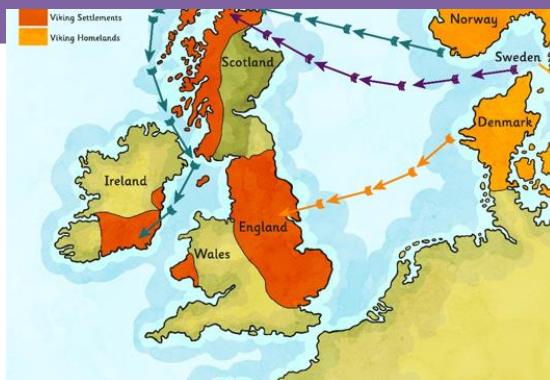 Viking Settlements
Viking Homelands
Norway
Sweden
Scotland
Denmark
Ireland
England
Wales